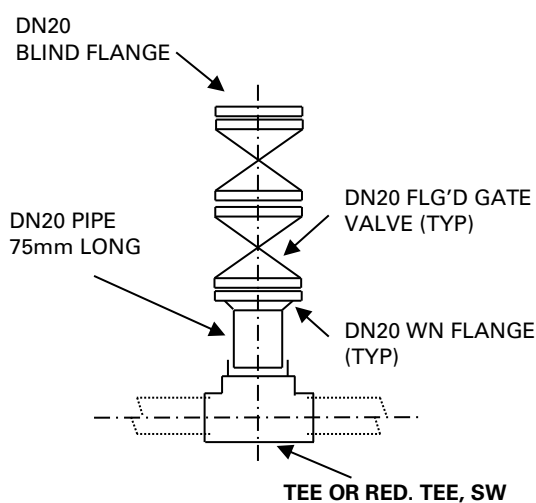 DN20
BLIND FLANGE
DN20 FLG’D GATE
VALVE (TYP)
DN20 PIPE
75mm LONG
DN20 WN FLANGE
(TYP)
TEE OR RED. TEE, SW